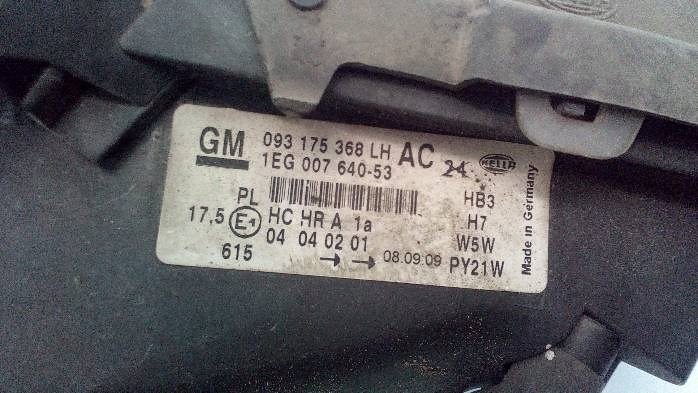 GM 093 175 368 LH AC 24 HELLA
1EG 007 640-53
PL HB3
17,5 E1 HC HR A 1a H7
04 04 02 01 W5W
615 → → 08.09.09 PY21W
Made in Germany